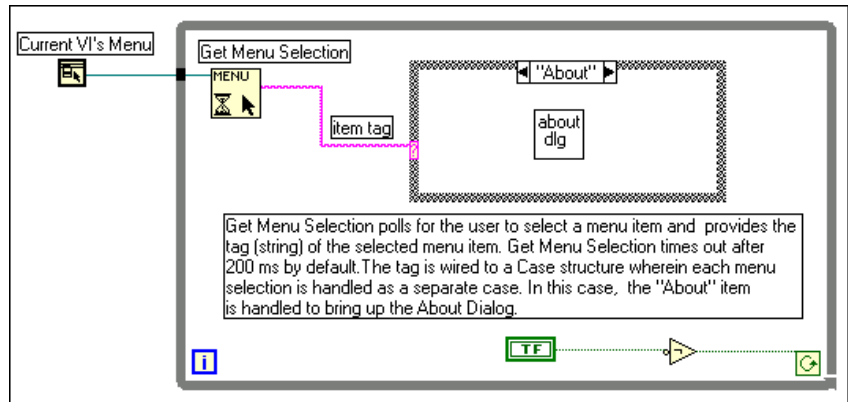 Current VI's Menu
Get Menu Selection
MENU
"About"
item tag
?
about
dlg
Get Menu Selection polls for the user to select a menu item and provides the
tag (string) of the selected menu item. Get Menu Selection times out after
200 ms by default.The tag is wired to a Case structure wherein each menu
selection is handled as a separate case. In this case, the "About" item
is handled to bring up the About Dialog.
TF
i